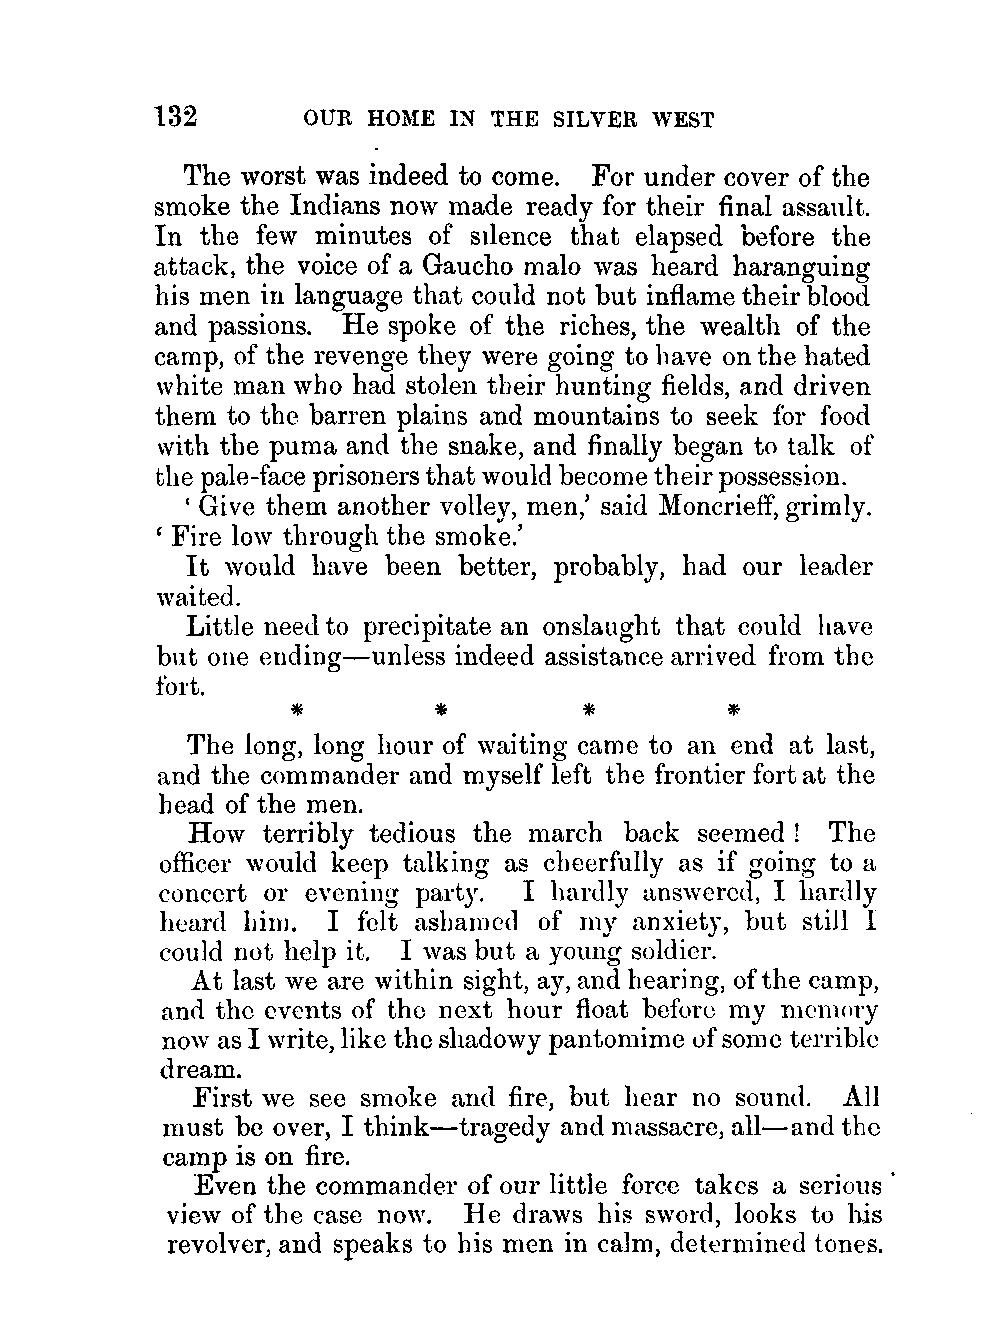 132 OUR HOME IN THE SILVER WEST
The worst was indeed to come. For under cover of the
smoke the Indians now made ready for their final assault.
In the few minutes of silence that elapsed before the
attack, the voice of a Gaucho malo was heard haranguing
his men in language that could not but inflame their blood
and passions. He spoke of the riches, the wealth of the
camp, of the revenge they were going to have on the hated
white man who had stolen their hunting fields, and driven
them to the barren plains and mountains to seek for food
with the puma and the snake, and finally began to talk of
the pale-face prisoners that would become their possession.
‘ Give them another volley, men,’ said Moncrieff, grimly.
‘ Fire low through the smoke.’
It would have been better, probably, had our leader
waited.
Little need to precipitate an onslaught that could have
but one ending—unless indeed assistance arrived from the
fort.
* * * *
The long, long hour of waiting came to an end at last,
and the commander and myself left the frontier fort at the
head of the men.
How terribly tedious the march back seemed ! The
officer would keep talking as cheerfully as if going to a
concert or evening party. I hardly answered, I hardly
heard him. I felt ashamed of my anxiety, but still I
could not help it. I was but a young soldier.
At last we are within sight, ay, and hearing, of the camp,
and the events of the next hour float before my memory
now as I write, like the shadowy pantomime of some terrible
dream.
First we see smoke and fire, but hear no sound. All
must be over, I think—tragedy and massacre, all—and the
camp is on fire.
Even the commander of our little force takes a serious
view of the case now. He draws his sword, looks to his
revolver, and speaks to his men in calm, determined tones.